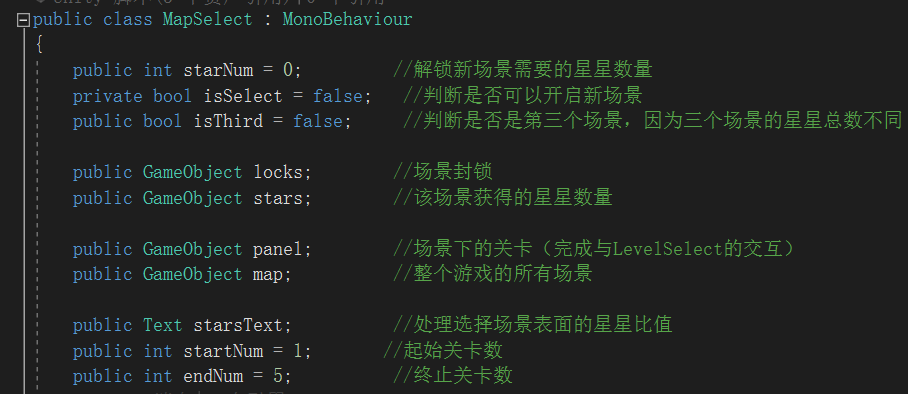 public class MapSelect : MonoBehaviour
{
public int starNum = 0; //解锁新场景需要的星星数量
private bool isSelect = false; //判断是否可以开启新场景
public bool isThird = false; //判断是否是第三个场景，因为三个场景的星星总数不同
public GameObject locks; //场景封锁
public GameObject stars; //该场景获得的星星数量
public GameObject panel; //场景下的关卡（完成与LevelSelect的交互）
public GameObject map; //整个游戏的所有场景
public Text starsText; //处理选择场景表面的星星比值
public int startNum = 1; //起始关卡数
public int endNum = 5; //终止关卡数